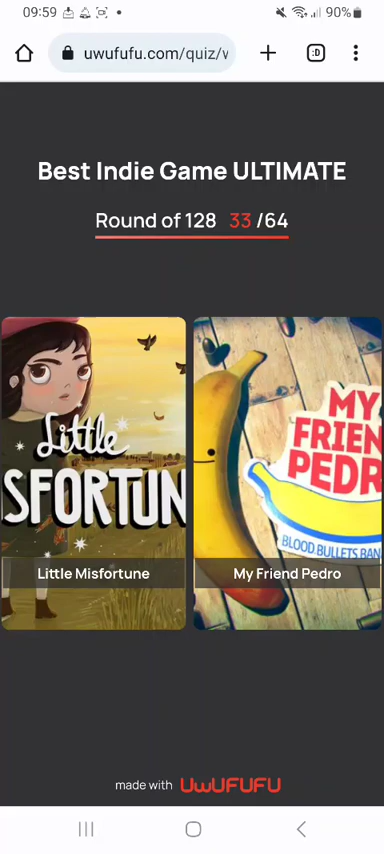 09:59
90%
uwufufu.com/quiz/w
:D
Best Indie Game ULTIMATE
Round of 128 33 /64
Little
SFORTUN
Little Misfortune
MY
FRIEN
PEDR
BLOOD BULLETS BAN
My Friend Pedro
made with UwUFUFU